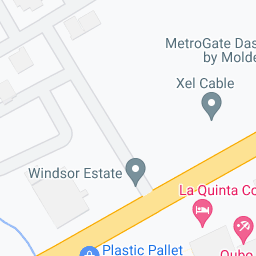 MetroGate Das
by Molde
Xel Cable
Windsor Estate
La Quinta Co
Qubo
Plastic Pallet